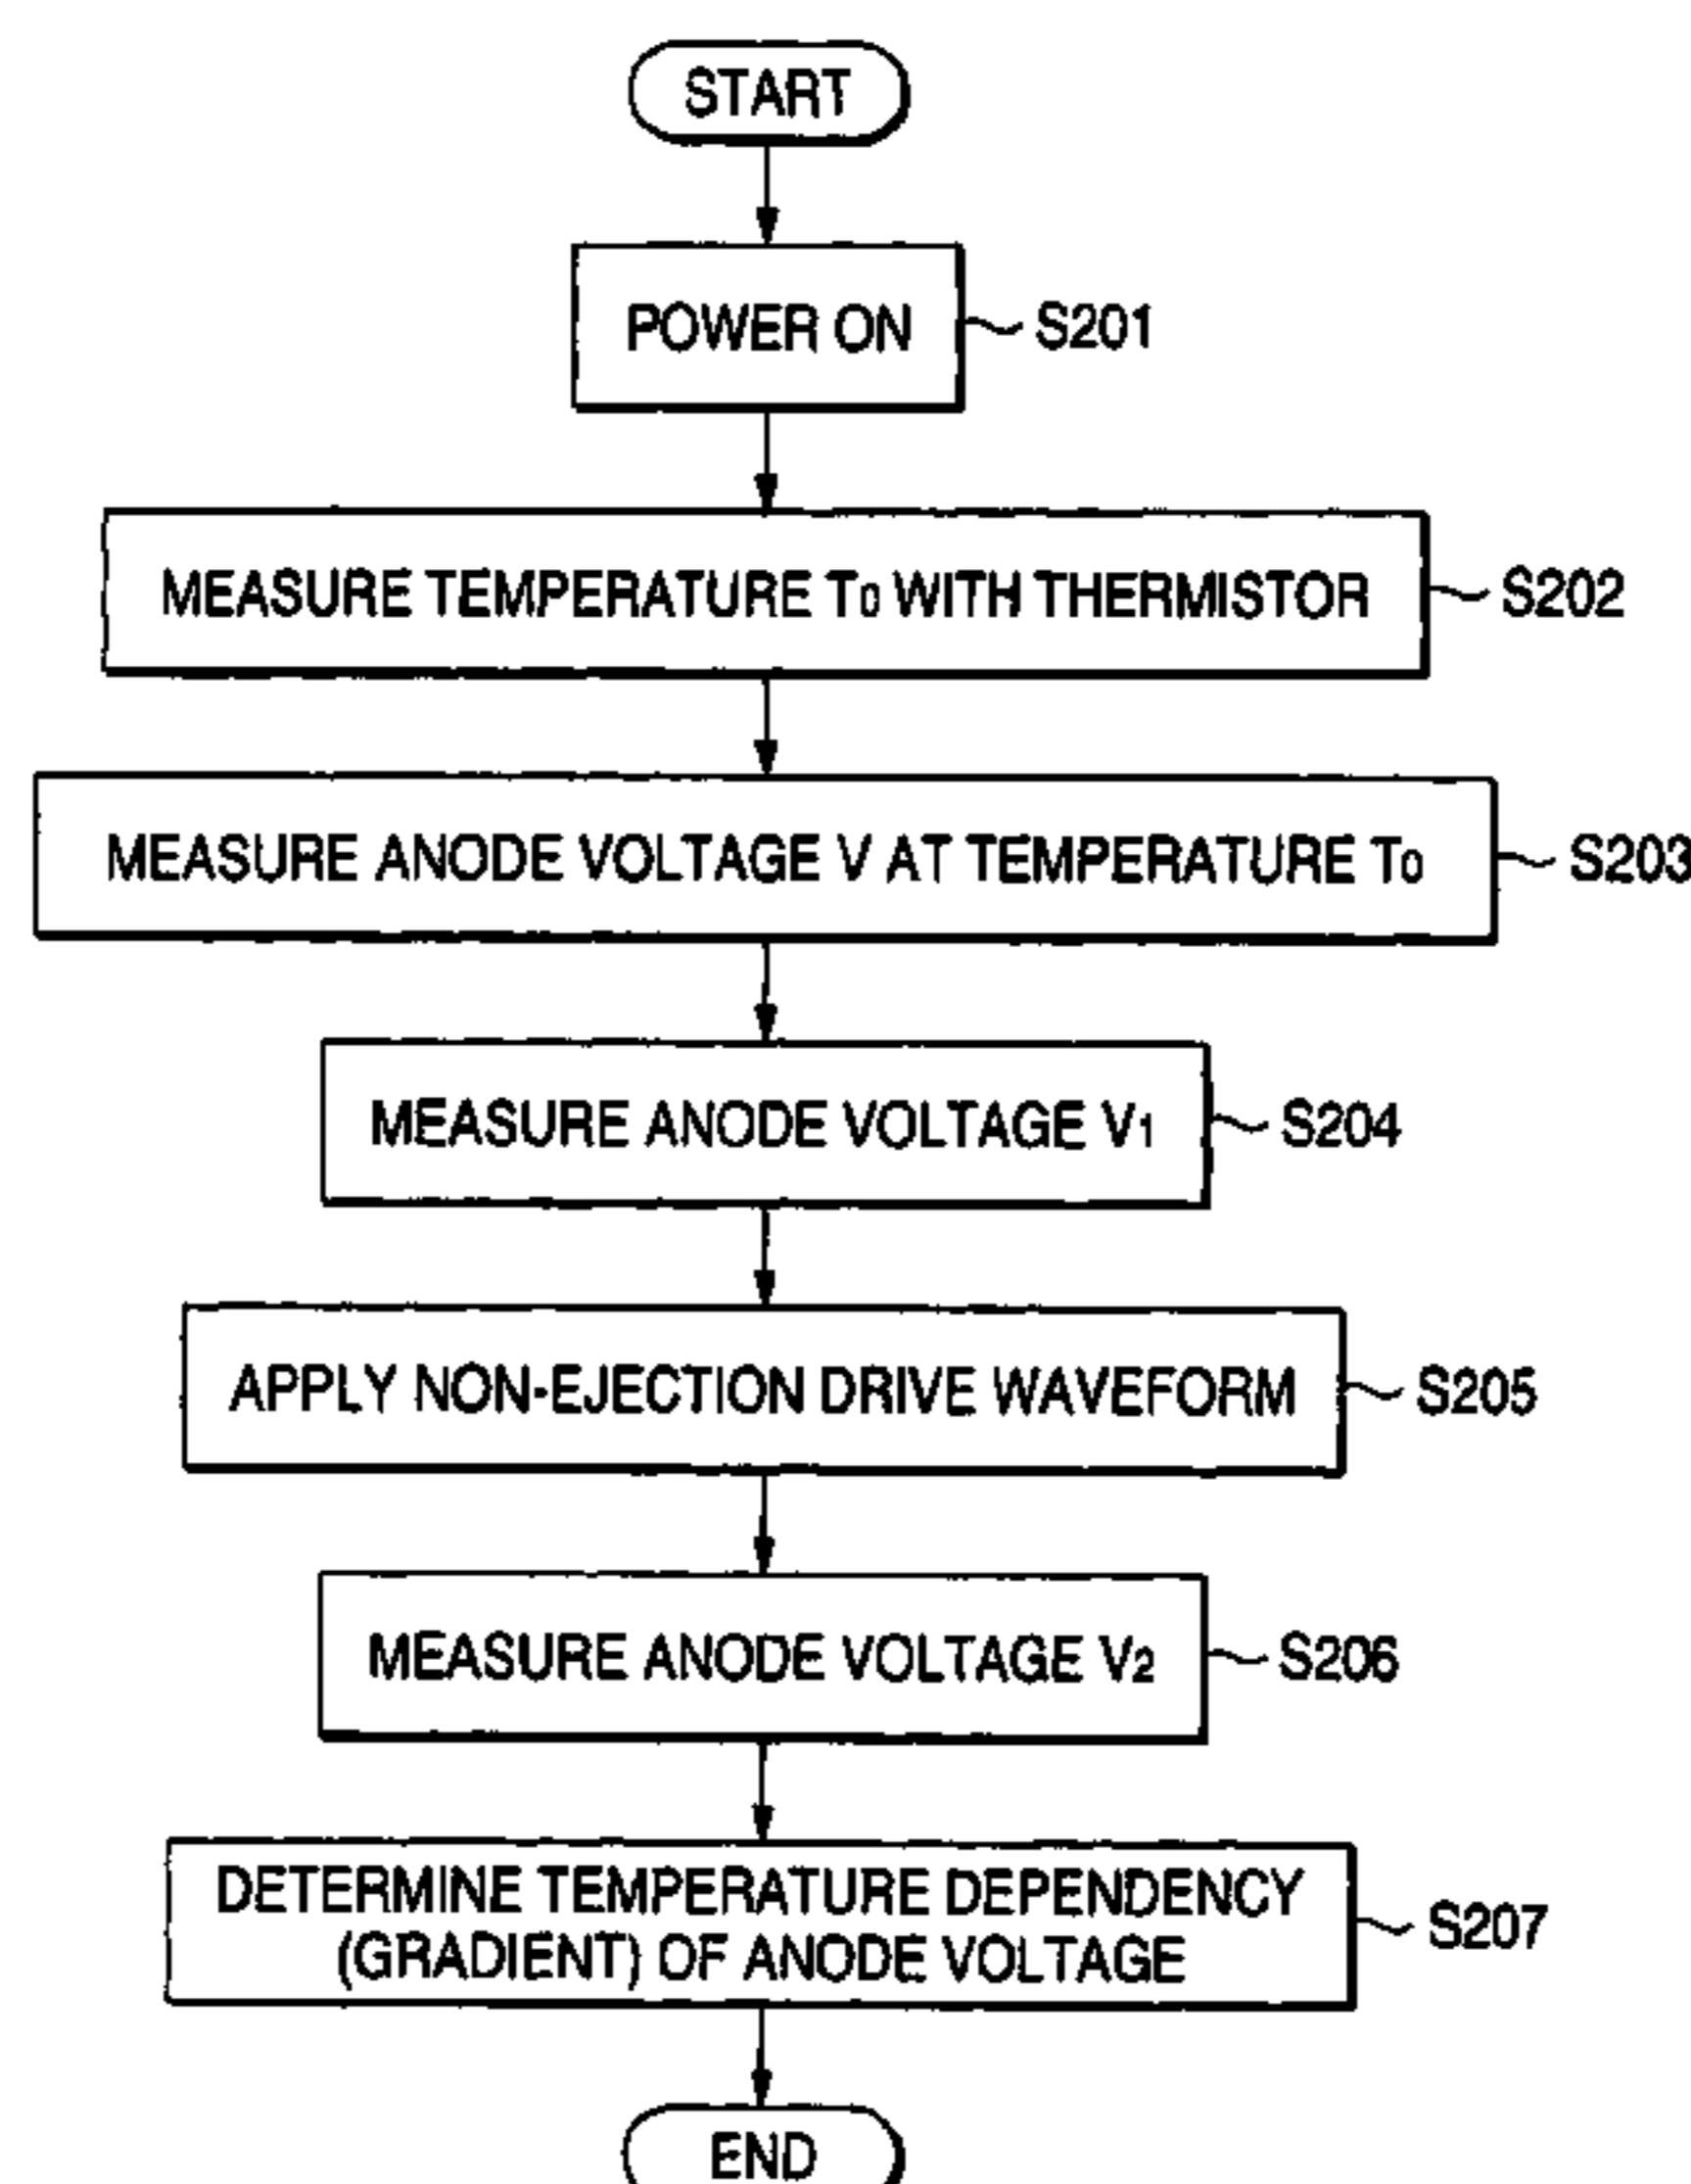 START
POWER ON
S201
MEASURE TEMPERATURE T0 WITH THERMISTOR
S202
MEASURE ANODE VOLTAGE V AT TEMPERATURE T0
S203
MEASURE ANODE VOLTAGE V1
S204
APPLY NON-EJECTION DRIVE WAVEFORM
S205
MEASURE ANODE VOLTAGE V2
S206
DETERMINE TEMPERATURE DEPENDENCY
(GRADIENT) OF ANODE VOLTAGE
S207
END